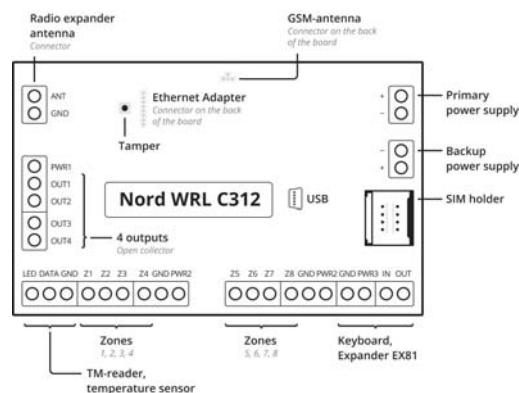 Radio expander
antenna
Connector
GSM-antenna
Connector on the back
of the board
ANT
GND
Ethernet Adapter
Connector on the back
of the board
Tamper
+
−
Primary
power supply
−
+
Backup
power supply
PWR1
OUT1
OUT2
OUT3
OUT4
Nord WRL C312
USB
SIM holder
4 outputs
Open collector
LED DATA GND Z1 Z2 Z3 Z4 GND PWR2
Z5 Z6 Z7 Z8 GND PWR2 GND PWR3 IN OUT
Zones
1, 2, 3, 4
Zones
5, 6, 7, 8
Keyboard,
Expander EX81
TM-reader,
temperature sensor